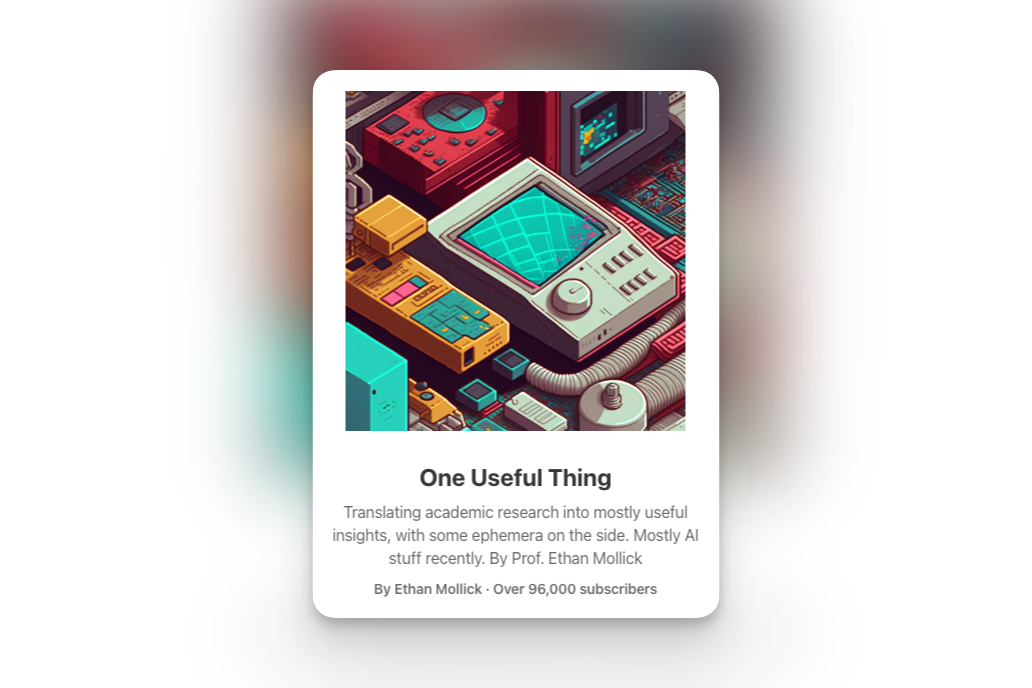 One Useful Thing
Translating academic research into mostly useful
insights, with some ephemera on the side. Mostly AI
stuff recently. By Prof. Ethan Mollick
By Ethan Mollick · Over 96,000 subscribers